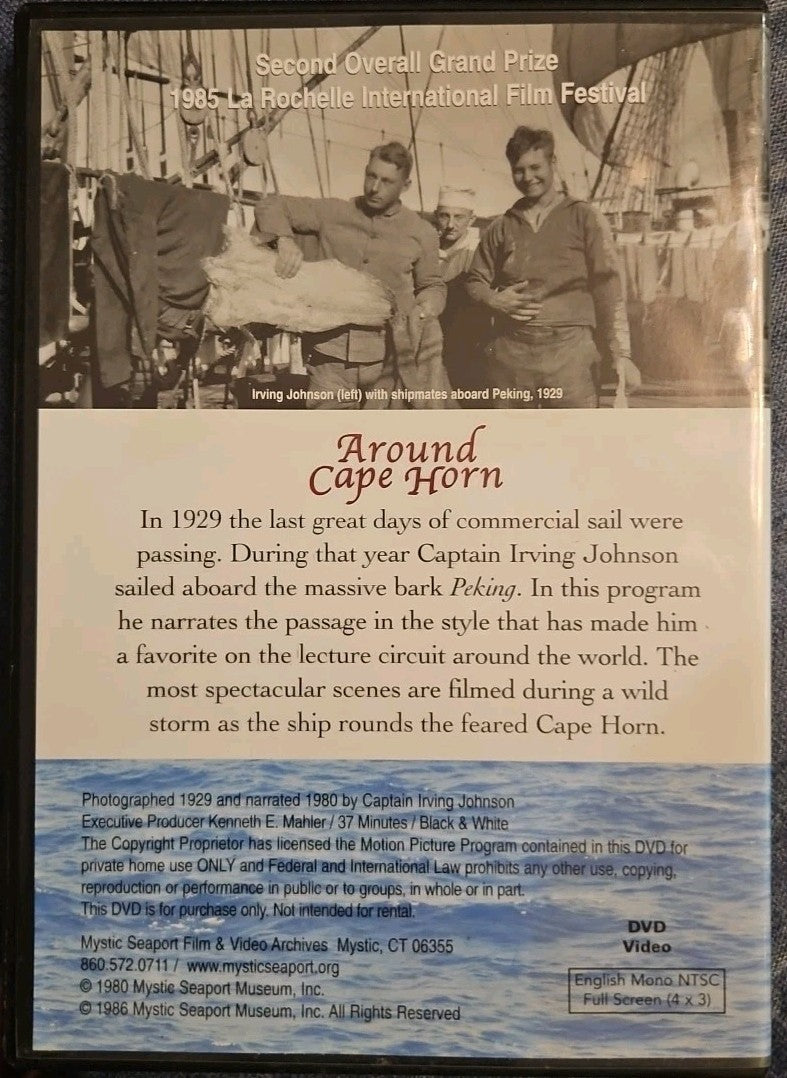 Second Overall Grand Prize
1985 La Rochelle International Film Festival
Irving Johnson (left) with shipmates aboard Peking, 1929
Around
Cape Horn
In 1929 the last great days of commercial sail were
passing. During that year Captain Irving Johnson
sailed aboard the massive bark Peking. In this program
he narrates the passage in the style that has made him
a favorite on the lecture circuit around the world. The
most spectacular scenes are filmed during a wild
storm as the ship rounds the feared Cape Horn.
Photographed 1929 and narrated 1980 by Captain Irving Johnson
Executive Producer Kenneth E. Mahler / 37 Minutes / Black & White
The Copyright Proprietor has licensed the Motion Picture Program contained in this DVD for
private home use ONLY and Federal and International Law prohibits any other use, copying,
reproduction or performance in public or to groups, in whole or in part.
This DVD is for purchase only. Not intended for rental.
Mystic Seaport Film & Video Archives Mystic, CT 06355
860.572.0711 / www.mysticseaport.org
© 1980 Mystic Seaport Museum, Inc.
© 1986 Mystic Seaport Museum, Inc. All Rights Reserved
DVD
Video
English Mono NTSC
Full Screen (4 x 3)